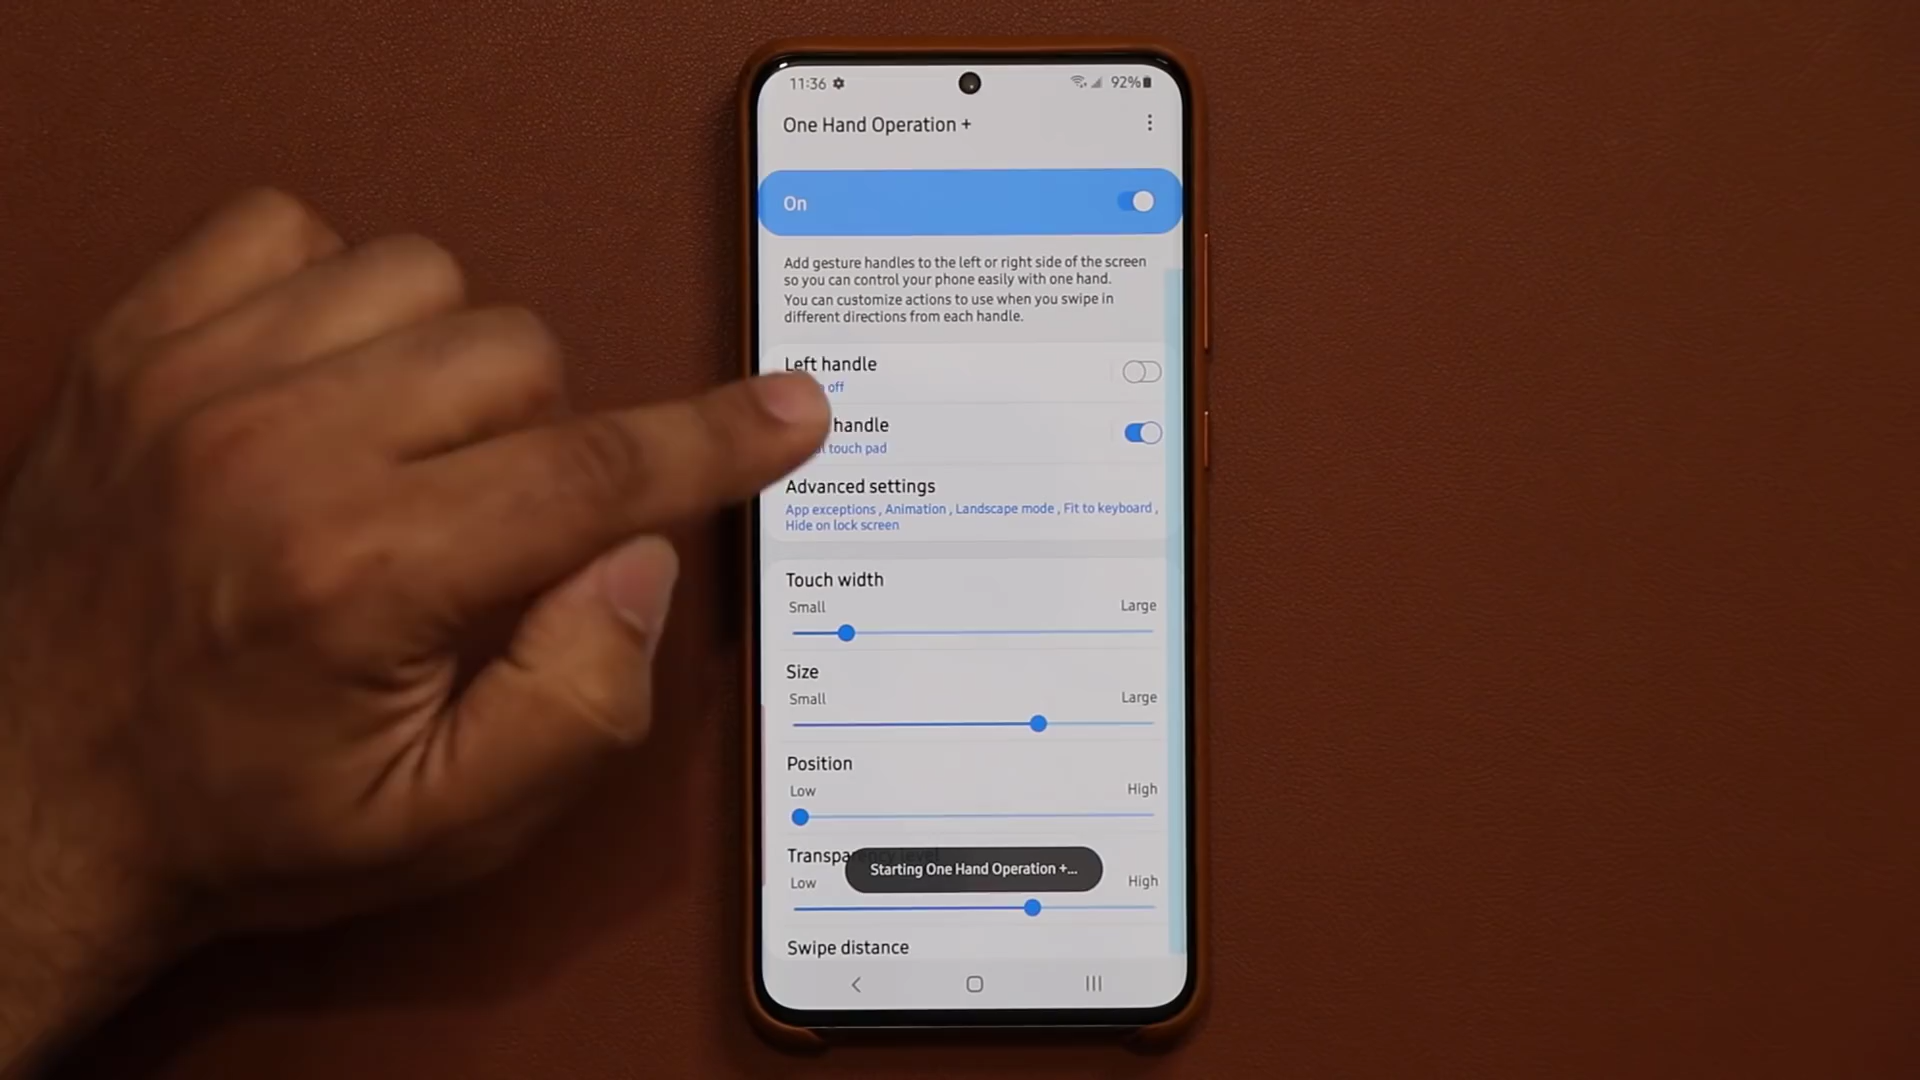 11:36
92%
One Hand Operation +
On
Add gesture handles to the left or right side of the screen
so you can control your phone easily with one hand.
You can customize actions to use when you swipe in
different directions from each handle.
Left handle
off
handle
touch pad
Advanced settings
App exceptions, Animation, Landscape mode, Fit to keyboard,
Hide on lock screen
Touch width
Small Large
Size
Small Large
Position
Low High
Transparency level
Starting One Hand Operation +...
Low High
Swipe distance